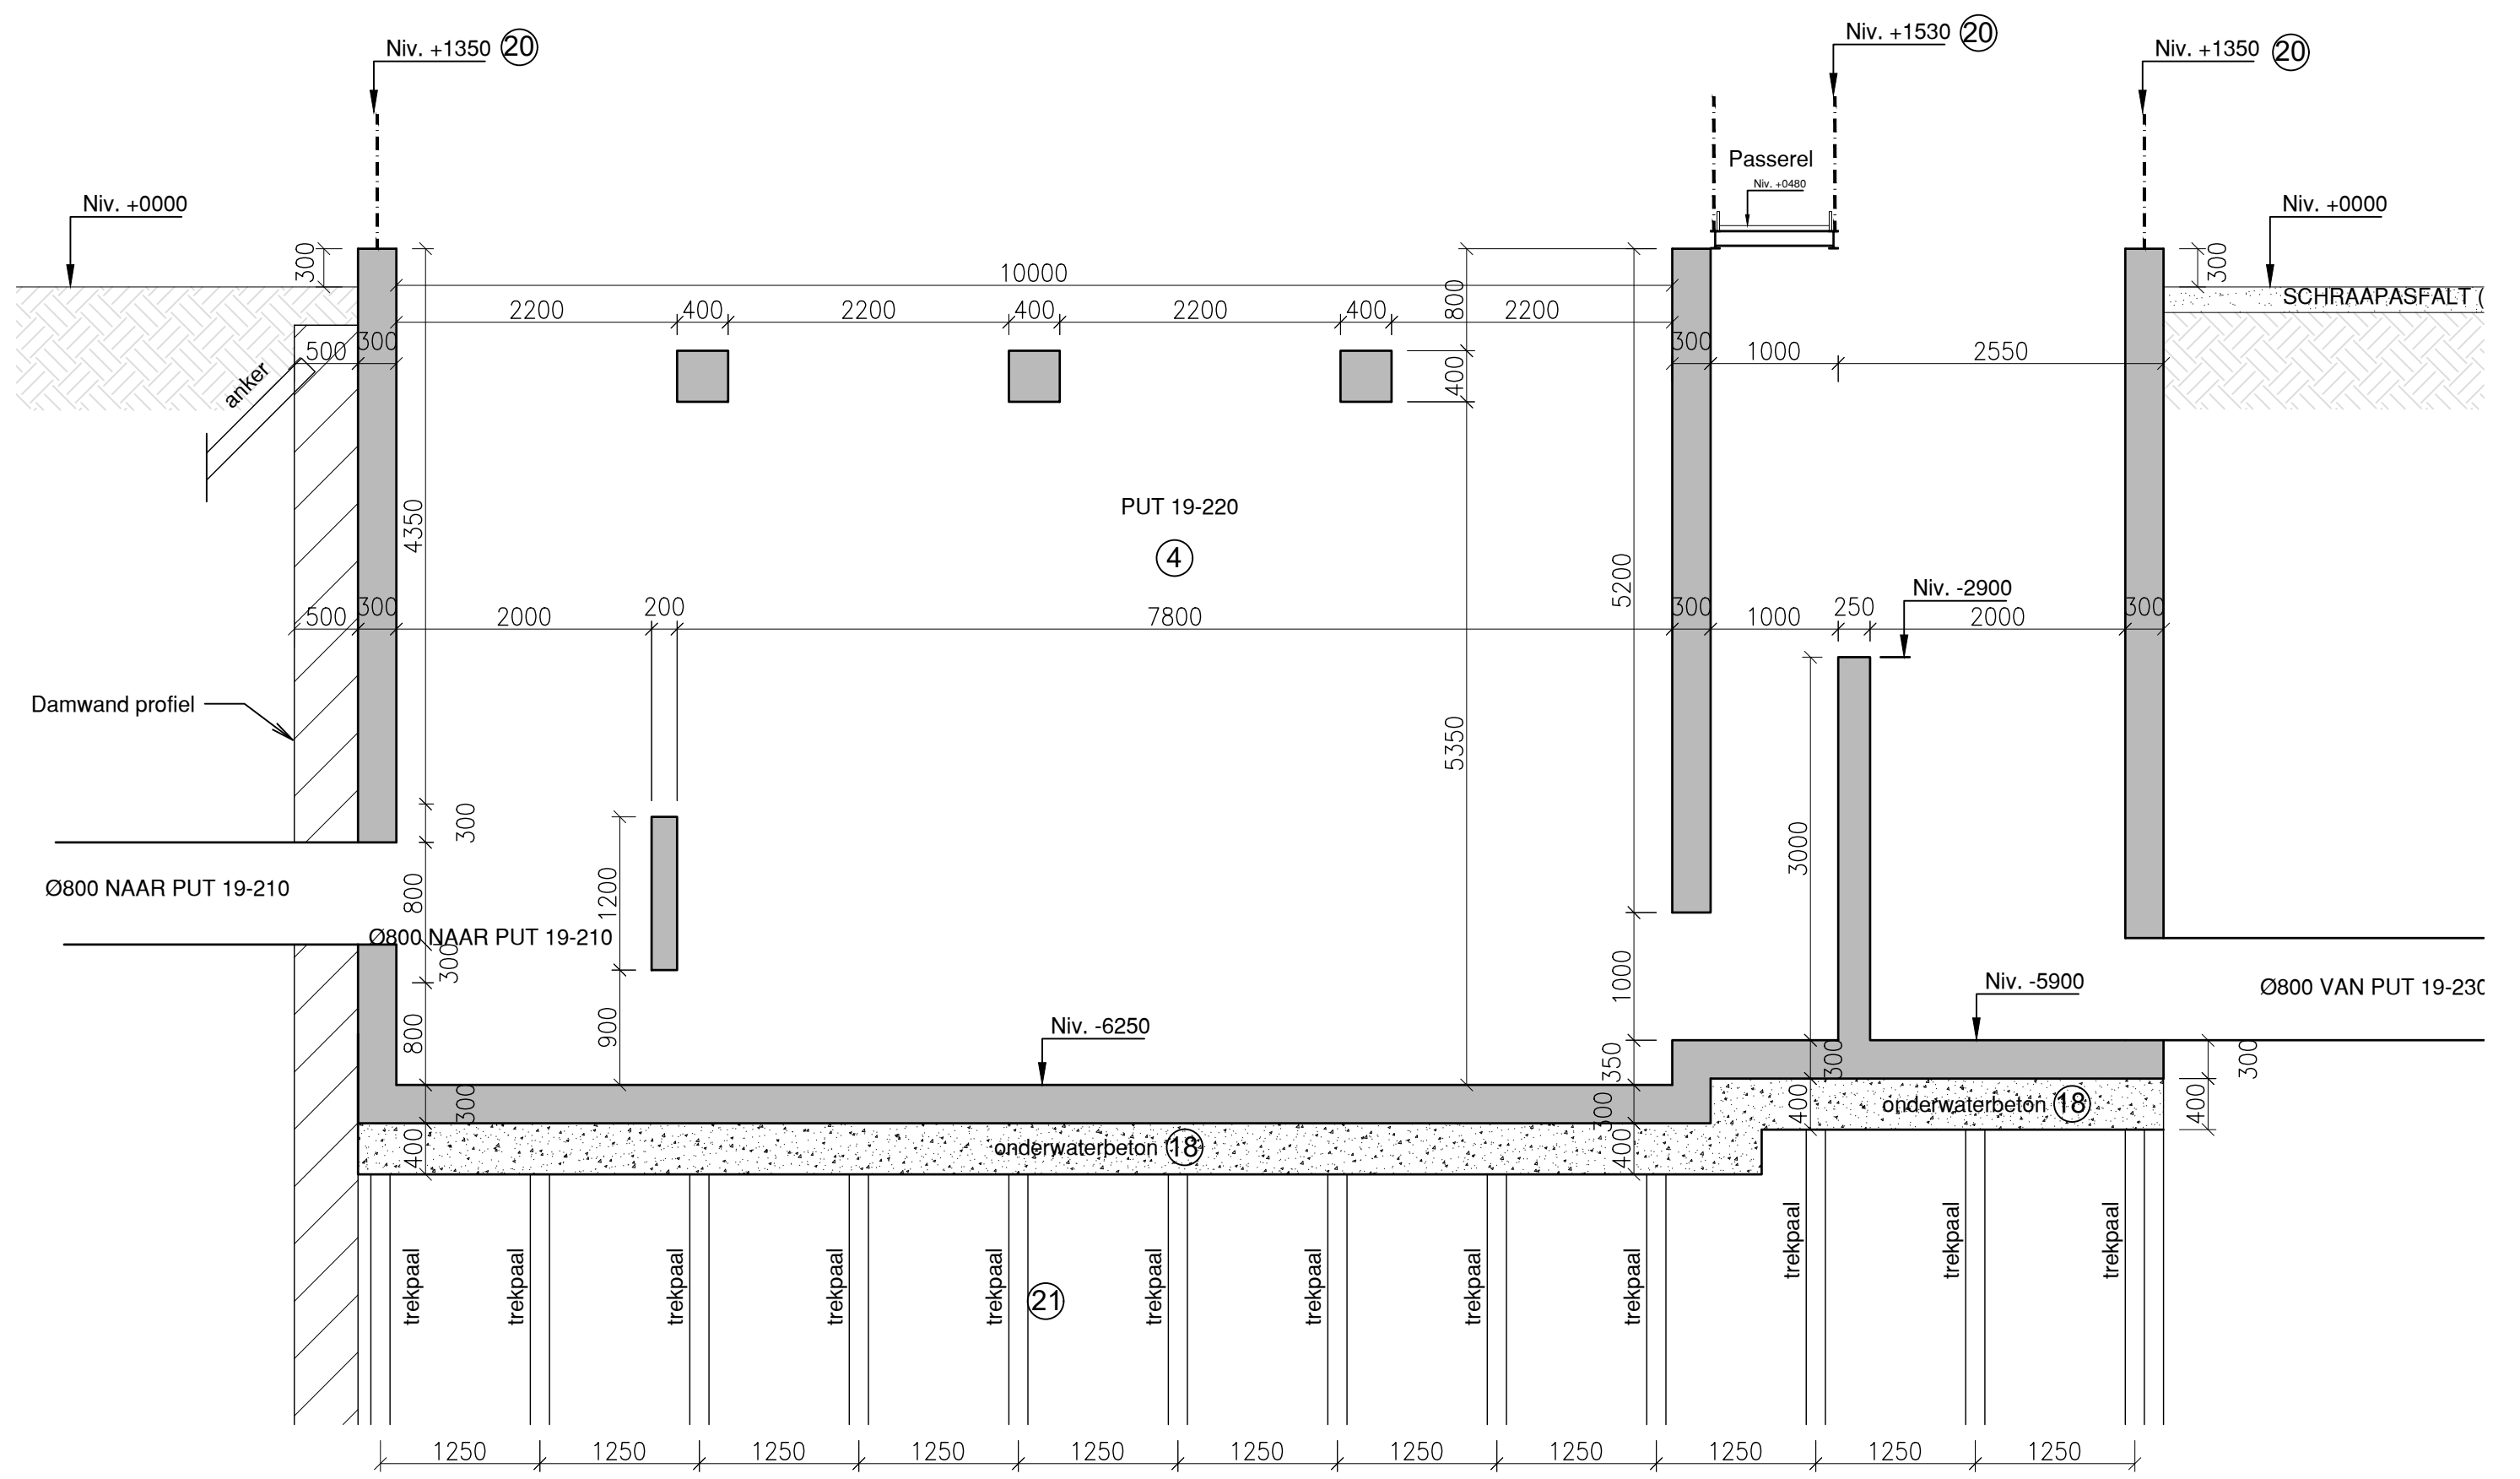 Niv. +1350 20
Niv. +1530 20
Niv. +1350 20
Passerel
Niv. +0480
Niv. +0000
Niv. +0000
300
10000
300
SCHRAAPASFALT (
2200 400 2200 400 2200 400 2200
800
500 300
300 1000 2550
anker
400
4350
PUT 19-220
4
5200
Niv. -2900
500 300 2000 200 7800 300 1000 250 2000 300
Damwand profiel
5350
300
3000
Ø800 NAAR PUT 19-210
800
1200
Ø800 NAAR PUT 19-210
300
1000
Niv. -5900
Ø800 VAN PUT 19-230
800
900
Niv. -6250
350
300
300
300
300
400
onderwaterbeton 18
400
400
onderwaterbeton 18
400
trekpaal trekpaal trekpaal trekpaal trekpaal trekpaal trekpaal trekpaal trekpaal trekpaal trekpaal trekpaal
21
1250 1250 1250 1250 1250 1250 1250 1250 1250 1250 1250